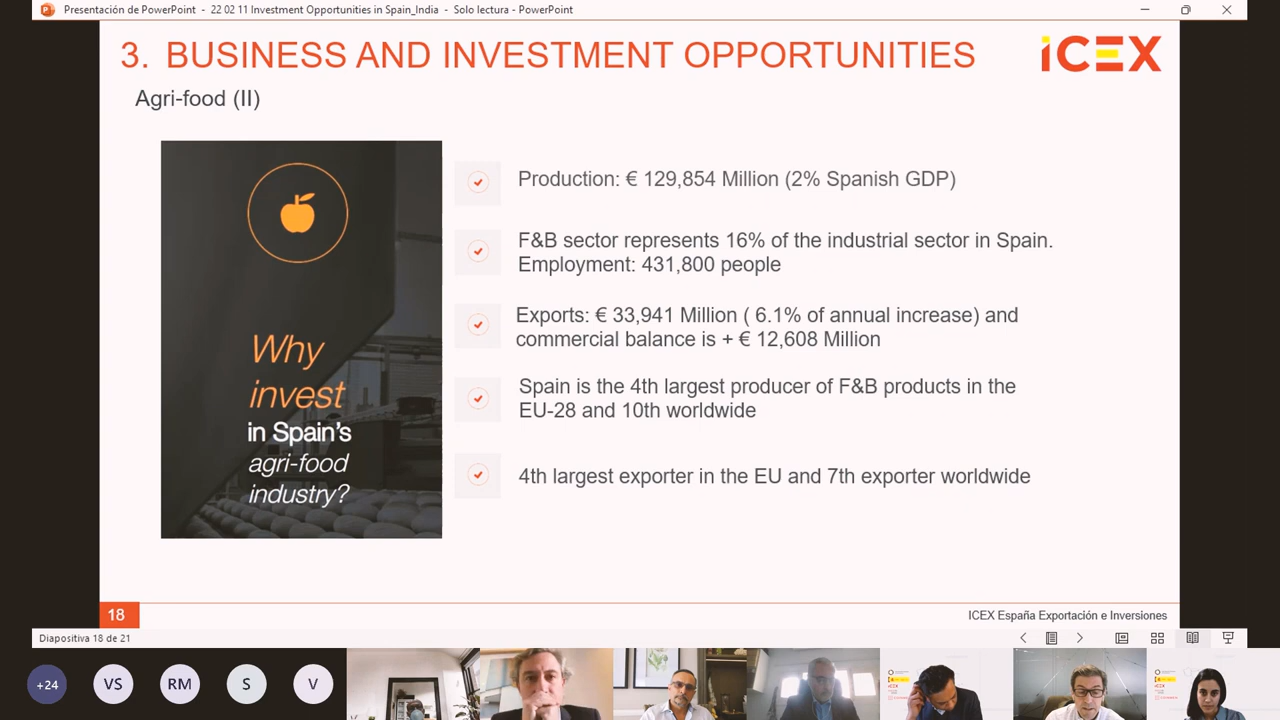 Presentación de PowerPoint - 22 02 11 Investment Opportunities in Spain_India - Solo lectura - PowerPoint
3. BUSINESS AND INVESTMENT OPPORTUNITIES
iCEX
Agri-food (II)
Why
invest
in Spain's
agri-food
industry?
Production: € 129,854 Million (2% Spanish GDP)
F&B sector represents 16% of the industrial sector in Spain.
Employment: 431,800 people
Exports: € 33,941 Million ( 6.1% of annual increase) and
commercial balance is + € 12,608 Million
Spain is the 4th largest producer of F&B products in the
EU-28 and 10th worldwide
4th largest exporter in the EU and 7th exporter worldwide
18
ICEX España Exportación e Inversiones
Diapositiva 18 de 21
+24
VS
RM
S
V